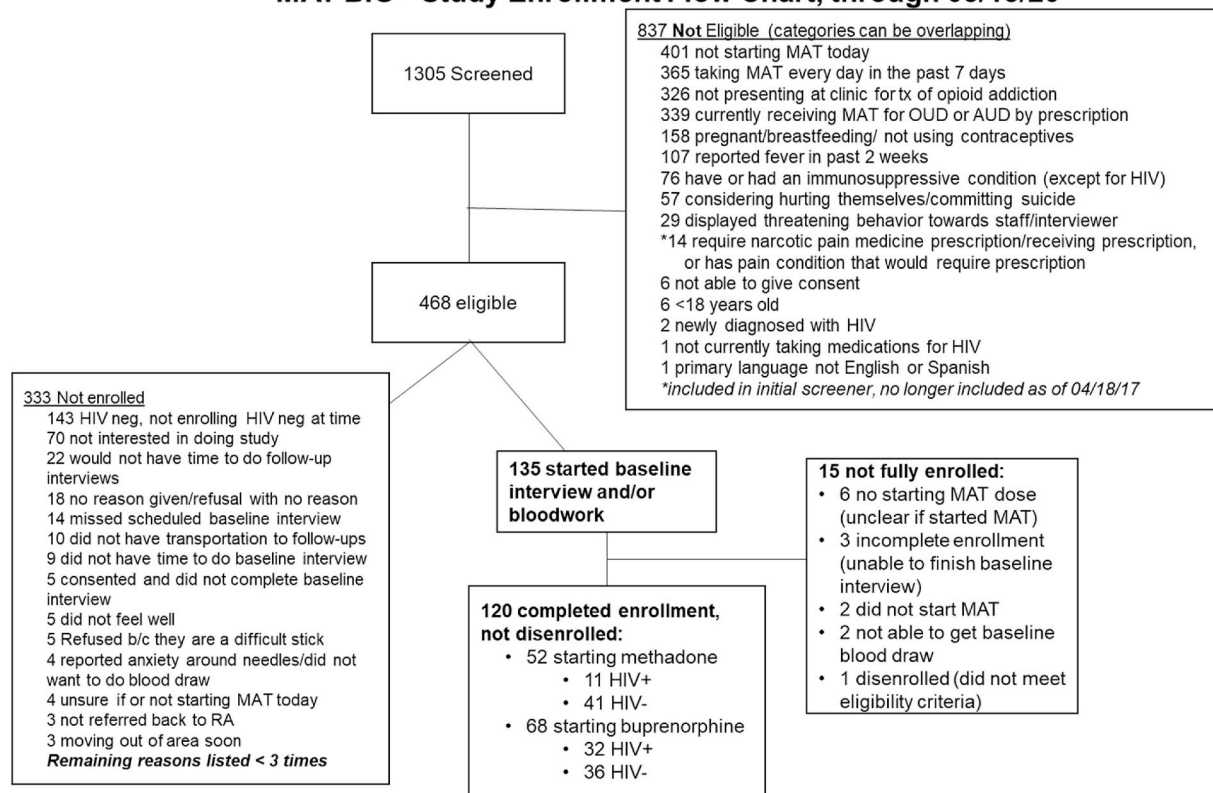 Study Enrollment Flow Chart, through
1305 Screened
837 Not Eligible (categories can be overlapping)
401 not starting MAT today
365 taking MAT every day in the past 7 days
326 not presenting at clinic for tx of opioid addiction
339 currently receiving MAT for OUD or AUD by prescription
158 pregnant/breastfeeding/ not using contraceptives
107 reported fever in past 2 weeks
76 have or had an immunosuppressive condition (except for HIV)
57 considering hurting themselves/committing suicide
29 displayed threatening behavior towards staff/interviewer
*14 require narcotic pain medicine prescription/receiving prescription,
or has pain condition that would require prescription
6 not able to give consent
6 <18 years old
2 newly diagnosed with HIV
1 not currently taking medications for HIV
1 primary language not English or Spanish
*included in initial screener, no longer included as of 04/18/17
468 eligible
333 Not enrolled
143 HIV neg, not enrolling HIV neg at time
70 not interested in doing study
22 would not have time to do follow-up
interviews
18 no reason given/refusal with no reason
14 missed scheduled baseline interview
10 did not have transportation to follow-ups
9 did not have time to do baseline interview
5 consented and did not complete baseline
interview
5 did not feel well
5 Refused b/c they are a difficult stick
4 reported anxiety around needles/did not
want to do blood draw
4 unsure if or not starting MAT today
3 not referred back to RA
3 moving out of area soon
Remaining reasons listed < 3 times
135 started baseline
interview and/or
bloodwork
15 not fully enrolled:
• 6 no starting MAT dose
(unclear if started MAT)
• 3 incomplete enrollment
(unable to finish baseline
interview)
• 2 did not start MAT
• 2 not able to get baseline
blood draw
• 1 disenrolled (did not meet
eligibility criteria)
120 completed enrollment,
not disenrolled:
• 52 starting methadone
• 11 HIV+
• 41 HIV-
• 68 starting buprenorphine
• 32 HIV+
• 36 HIV-